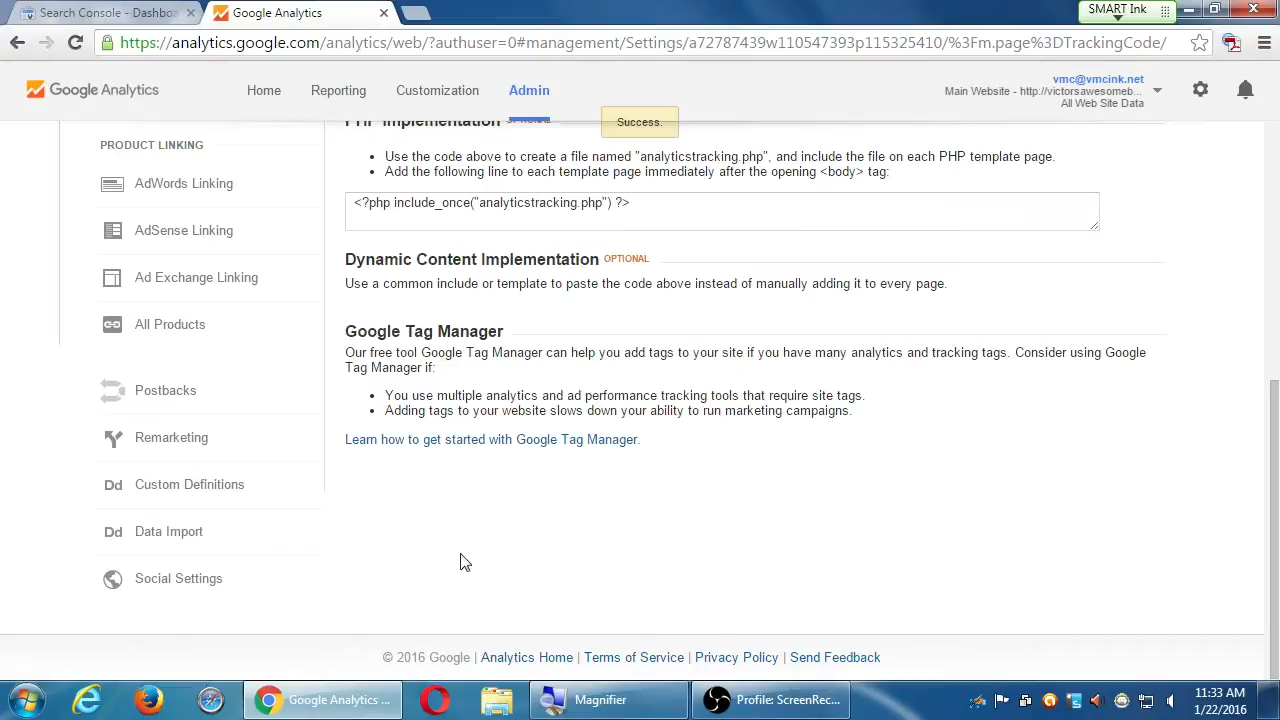 Search Console - Dashboa
Google Analytics
SMART Ink
https://analytics.google.com/analytics/web/?authuser=0#management/Settings/a72787439w110547393p115325410/%3Fm.page%3DTrackingCode/
Google Analytics
Home
Reporting
Customization
Admin
vmc@vmcink.net
Main Website - http://victorsawesomeb...
All Web Site Data
Success.
PHP Implementation OPTIONAL
PRODUCT LINKING
AdWords Linking
AdSense Linking
Ad Exchange Linking
All Products
Postbacks
Remarketing
Dd Custom Definitions
Dd Data Import
Social Settings
• Use the code above to create a file named "analyticstracking.php", and include the file on each PHP template page.
• Add the following line to each template page immediately after the opening <body> tag:
<?php include_once("analyticstracking.php") ?>
Dynamic Content Implementation OPTIONAL
Use a common include or template to paste the code above instead of manually adding it to every page.
Google Tag Manager
Our free tool Google Tag Manager can help you add tags to your site if you have many analytics and tracking tags. Consider using Google
Tag Manager if:
• You use multiple analytics and ad performance tracking tools that require site tags.
• Adding tags to your website slows down your ability to run marketing campaigns.
Learn how to get started with Google Tag Manager.
© 2016 Google | Analytics Home | Terms of Service | Privacy Policy | Send Feedback
Google Analytics ...
Magnifier
Profile: ScreenRec...
11:33 AM
1/22/2016